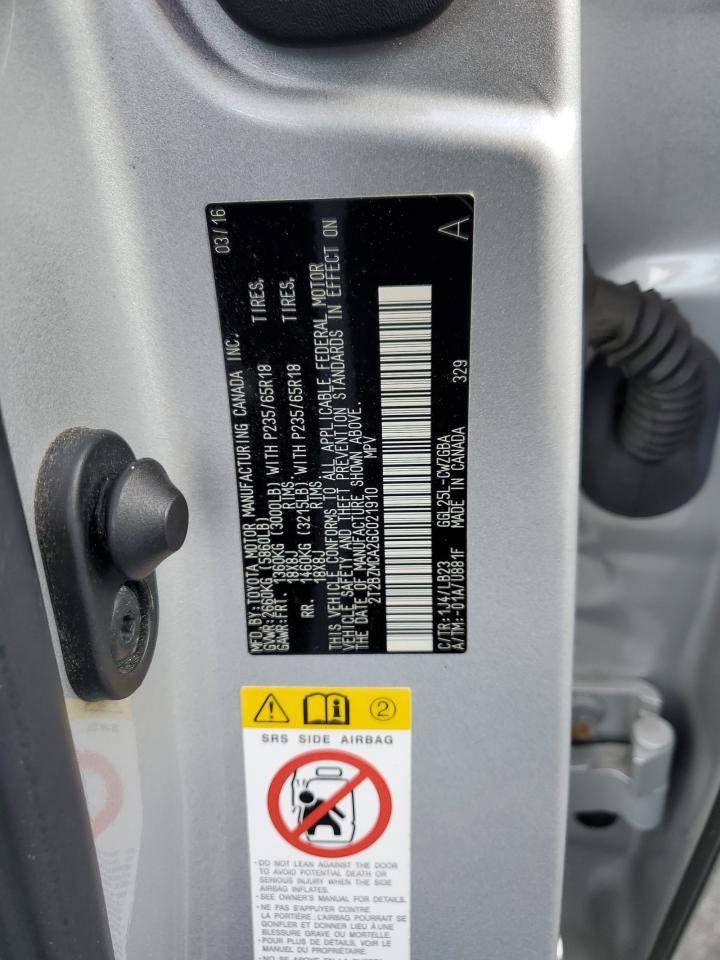 MFD.BY:TOYOTA MOTOR MANUFACTURING CANADA INC. 03/16
GVWR:2660KG (5860LB)
GAWR:FRT. 1360KG (3000LB) WITH P235/65R18 TIRES,
18X8J RIMS,
RR. 1460KG (3215LB) WITH P235/65R18 TIRES,
18X8J RIMS
THIS VEHICLE CONFORMS TO ALL APPLICABLE FEDERAL MOTOR
VEHICLE SAFETY AND THEFT PREVENTION STANDARDS IN EFFECT ON
THE DATE OF MANUFACTURE SHOWN ABOVE.
2T2BZMCA2GC021910 MPV
C/TR:1J4/LB23 GGL25L-CWZGBA 329 A
A/TM:-01A/U881F MADE IN CANADA
2
SRS SIDE AIRBAG
- DO NOT LEAN AGAINST THE DOOR
TO AVOID POTENTIAL DEATH OR
SERIOUS INJURY WHEN THE SIDE
AIRBAG INFLATES.
- SEE OWNER'S MANUAL FOR DETAILS.
- NE PAS S'APPUYER CONTRE
LA PORTIÈRE ; L'AIRBAG POURRAIT SE
GONFLER ET ENTRAÎNER UNE
BLESSURE GRAVE OU MORTELLE.
- POUR PLUS DE DÉTAILS, VOIR LE
MANUEL DU PROPRIÉTAIRE.